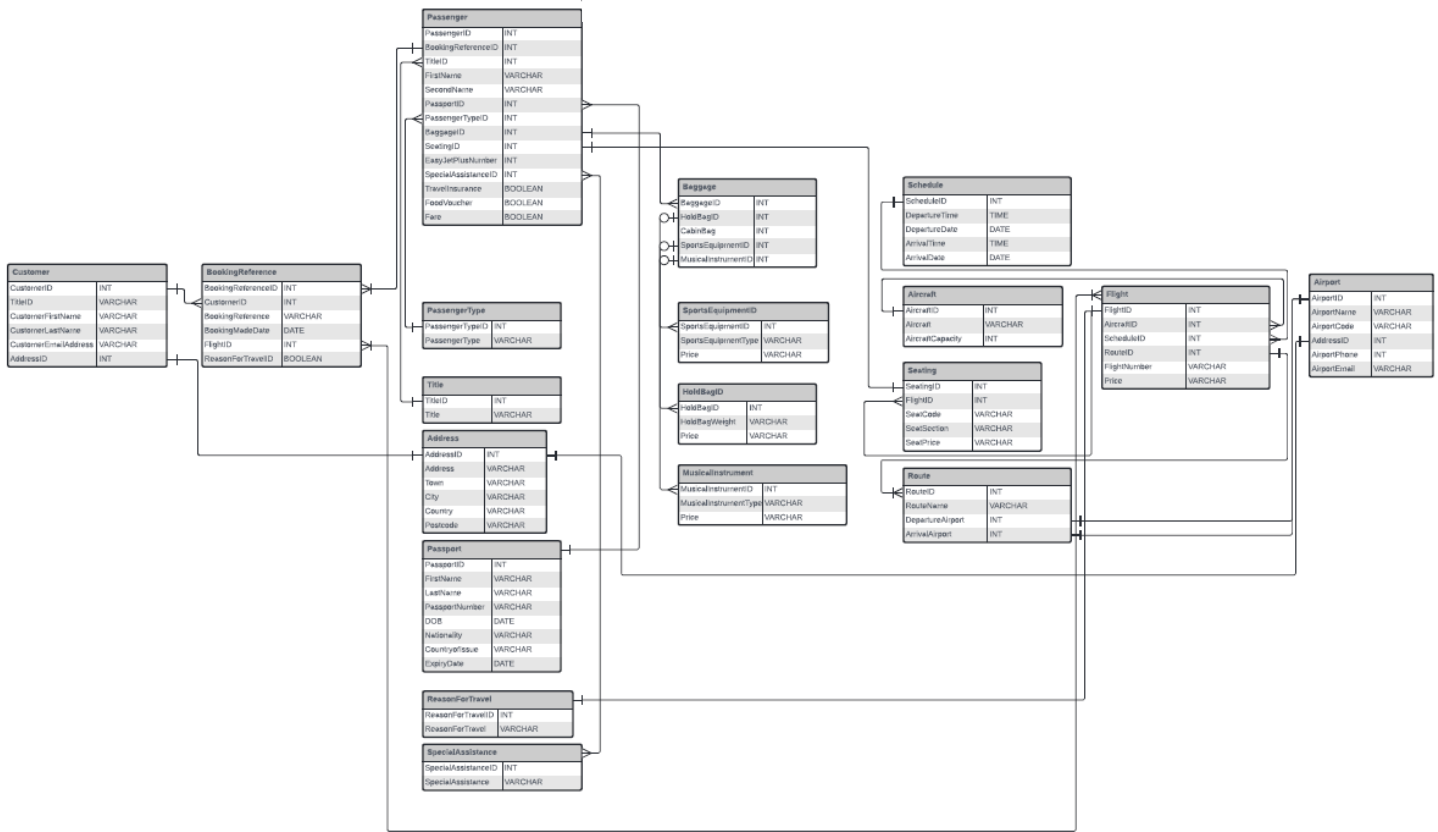 Passenger
PassengerID INT
BookingReferenceID INT
TitleID INT
FirstName VARCHAR
SecondName VARCHAR
PassportID INT
PassengerTypeID INT
BaggageID INT
SeatingID INT
EasyJetPlusNumber INT
SpecialAssistanceID INT
TravelInsurance BOOLEAN
FoodVoucher BOOLEAN
Fare BOOLEAN
Customer
CustomerID INT
TitleID VARCHAR
CustomerFirstName VARCHAR
CustomerLastName VARCHAR
CustomerEmailAddress VARCHAR
AddressID INT
BookingReference
BookingReferenceID INT
CustomerID INT
BookingReference VARCHAR
BookingMadeDate DATE
FlightID INT
ReasonForTravelID BOOLEAN
PassengerType
PassengerTypeID INT
PassengerType VARCHAR
Title
TitleID INT
Title VARCHAR
Address
AddressID INT
Address VARCHAR
Town VARCHAR
City VARCHAR
Country VARCHAR
Postcode VARCHAR
Passport
PassportID INT
FirstName VARCHAR
LastName VARCHAR
PassportNumber VARCHAR
DOB DATE
Nationality VARCHAR
CountryofIssue VARCHAR
ExpiryDate DATE
ReasonForTravel
ReasonForTravelID INT
ReasonForTravel VARCHAR
SpecialAssistance
SpecialAssistanceID INT
SpecialAssistance VARCHAR
Baggage
BaggageID INT
HoldBagID INT
CabinBag INT
SportsEquipmentID INT
MusicalInstrumentID INT
SportsEquipmentID
SportsEquipmentID INT
SportsEquipmentType VARCHAR
Price VARCHAR
HoldBagID
HoldBagID INT
HoldBagWeight VARCHAR
Price VARCHAR
MusicalInstrument
MusicalInstrumentID INT
MusicalInstrumentType VARCHAR
Price VARCHAR
Schedule
ScheduleID INT
DepartureTime TIME
DepartureDate DATE
ArrivalTime TIME
ArrivalDate DATE
Aircraft
AircraftID INT
Aircraft VARCHAR
AircraftCapacity INT
Seating
SeatingID INT
FlightID INT
SeatCode VARCHAR
SeatSection VARCHAR
SeatPrice VARCHAR
Route
RouteID INT
RouteName VARCHAR
DepartureAirport INT
ArrivalAirport INT
Flight
FlightID INT
AircraftID INT
ScheduleID INT
RouteID INT
FlightNumber VARCHAR
Price VARCHAR
Airport
AirportID INT
AirportName VARCHAR
AirportCode VARCHAR
AddressID INT
AirportPhone INT
AirportEmail VARCHAR